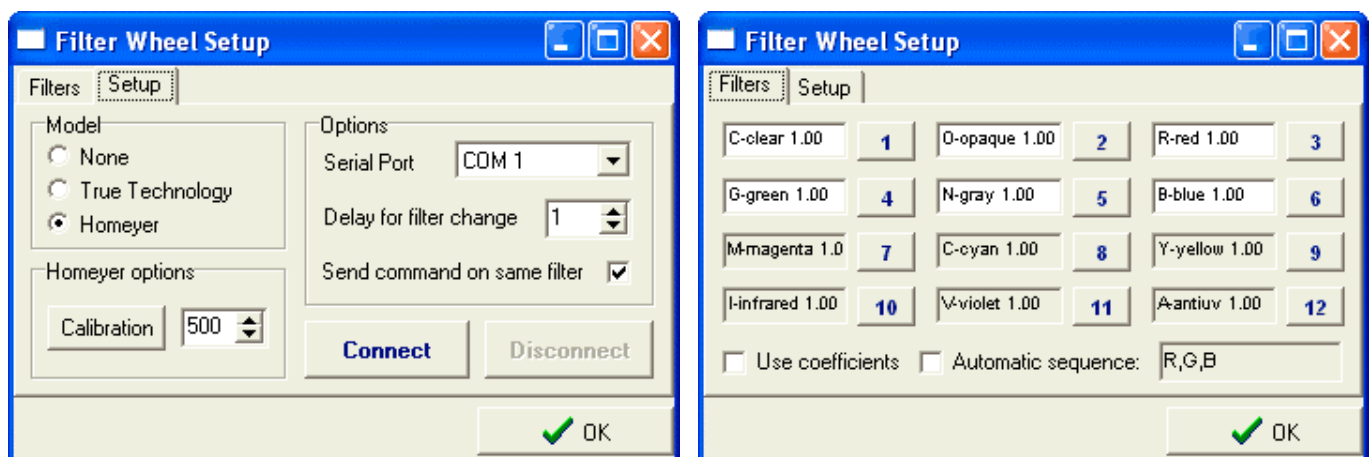 Filter Wheel Setup
Filters Setup
Model
None
True Technology
Homeyer
Homeyer options
Calibration 500
Options
Serial Port COM 1
Delay for filter change 1
Send command on same filter
Connect Disconnect
OK
Filter Wheel Setup
Filters Setup
C-clear 1.00 1 O-opaque 1.00 2 R-red 1.00 3
G-green 1.00 4 N-gray 1.00 5 B-blue 1.00 6
M-magenta 1.0 7 C-cyan 1.00 8 Y-yellow 1.00 9
I-infrared 1.00 10 V-violet 1.00 11 A-antiuv 1.00 12
Use coefficients Automatic sequence: R,G,B
OK